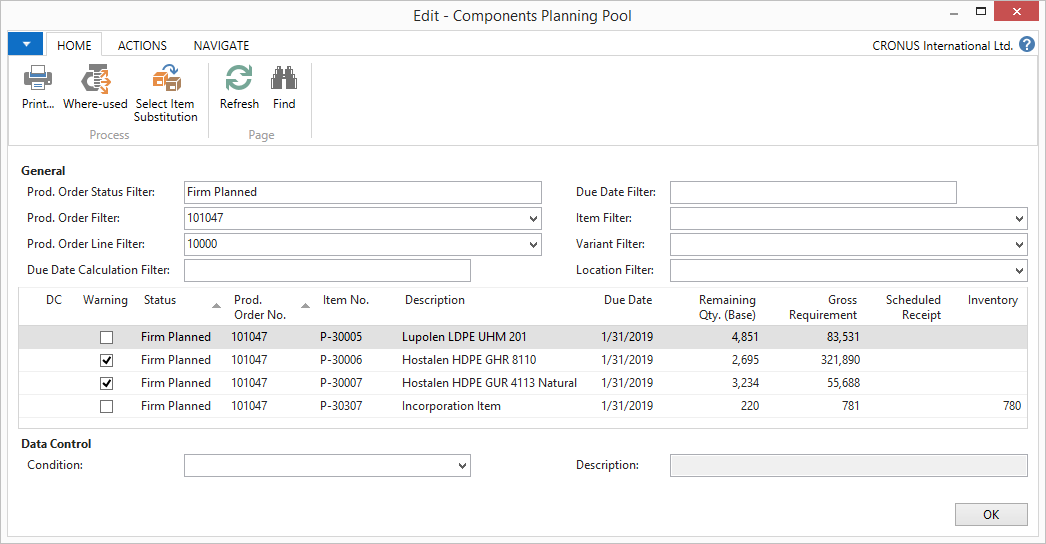 Edit - Components Planning Pool
HOME ACTIONS NAVIGATE CRONUS International Ltd. ?
Print... Where-used Select Item Substitution Refresh Find
Process Page
General
Prod. Order Status Filter: Firm Planned Due Date Filter:
Prod. Order Filter: 101047 Item Filter:
Prod. Order Line Filter: 10000 Variant Filter:
Due Date Calculation Filter: Location Filter:
DC Warning Status Prod. Order No. Item No. Description Due Date Remaining Qty. (Base) Gross Requirement Scheduled Receipt Inventory
Firm Planned 101047 P-30005 Lupolen LDPE UHM 201 1/31/2019 4,851 83,531
Firm Planned 101047 P-30006 Hostalen HDPE GHR 8110 1/31/2019 2,695 321,890
Firm Planned 101047 P-30007 Hostalen HDPE GUR 4113 Natural 1/31/2019 3,234 55,688
Firm Planned 101047 P-30307 Incorporation Item 1/31/2019 220 781 780
Data Control
Condition: Description:
OK